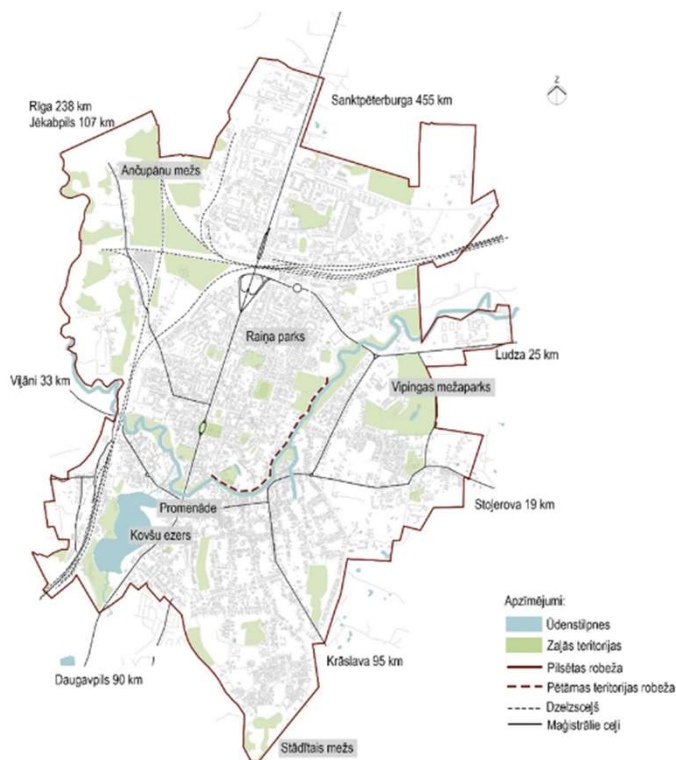 Sanktpēterburga 455 km
Z
Rīga 238 km
Jēkabpils 107 km
Ančupānu mežs
Raiņa parks
Ludza 25 km
Viļāni 33 km
Vipingas mežaparks
Stoļerova 19 km
Promenāde
Kovšu ezers
Krāslava 95 km
Daugavpils 90 km
Stādītais mežs
Apzīmējumi:
Ūdenstilpnes
Zaļās teritorijas
Pilsētas robeža
Pētāmās teritorijas robeža
Dzelzsceļš
Maģistrālie ceļi